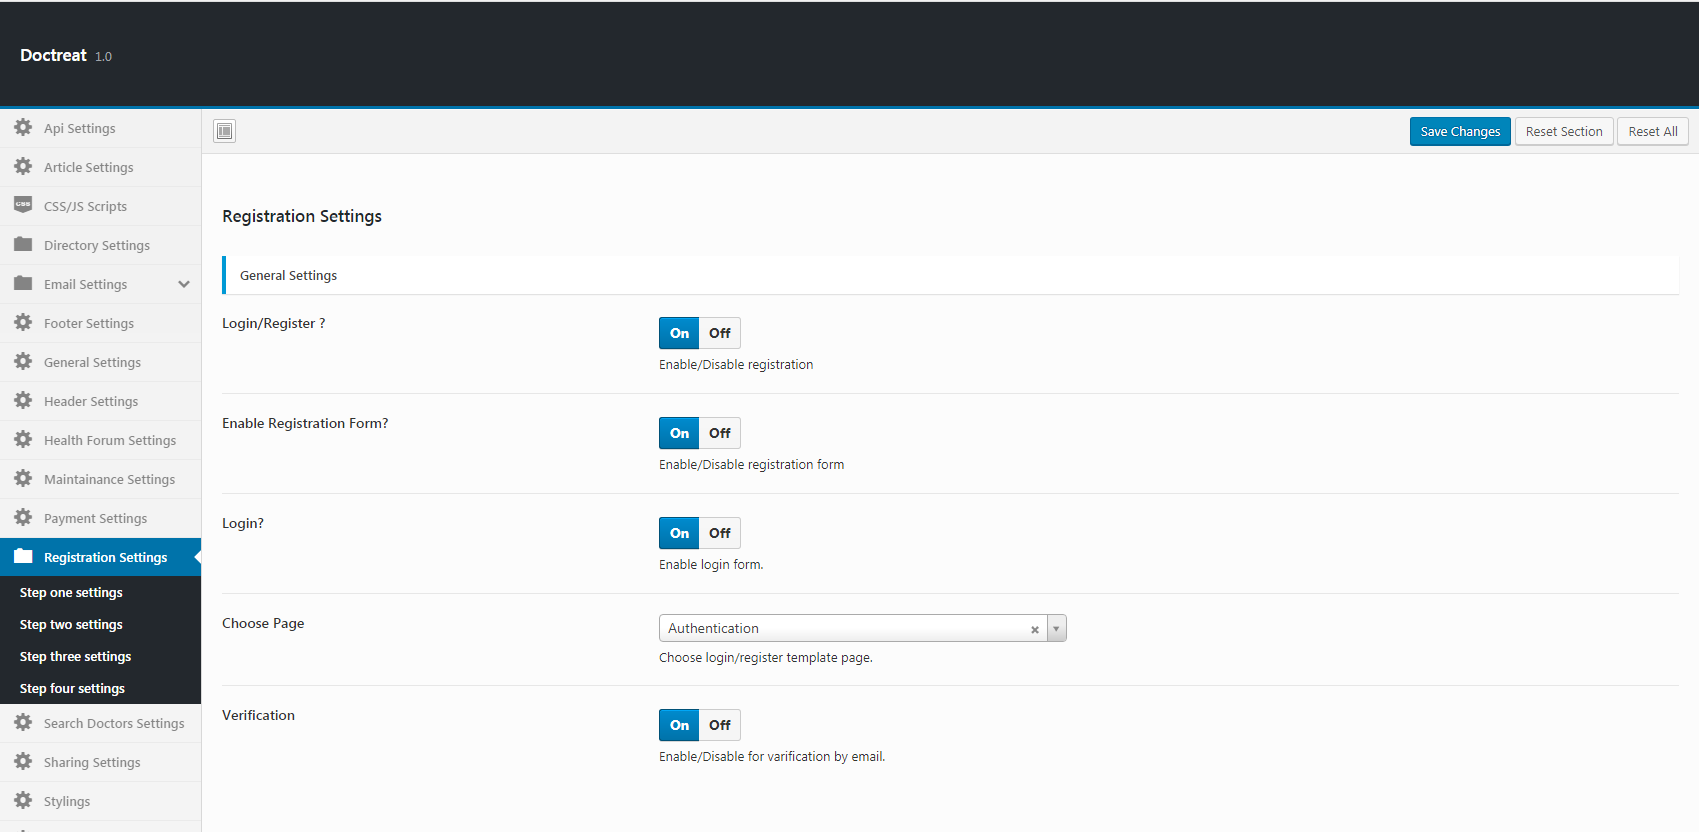 Doctreat 1.0
Api Settings
Article Settings
CSS/JS Scripts
Directory Settings
Email Settings
Footer Settings
General Settings
Header Settings
Health Forum Settings
Maintainance Settings
Payment Settings
Registration Settings
Step one settings
Step two settings
Step three settings
Step four settings
Search Doctors Settings
Sharing Settings
Stylings
Save Changes Reset Section Reset All
Registration Settings
General Settings
Login/Register ?
On Off
Enable/Disable registration
Enable Registration Form?
On Off
Enable/Disable registration form
Login?
On Off
Enable login form.
Choose Page
Authentication
Choose login/register template page.
Verification
On Off
Enable/Disable for varification by email.